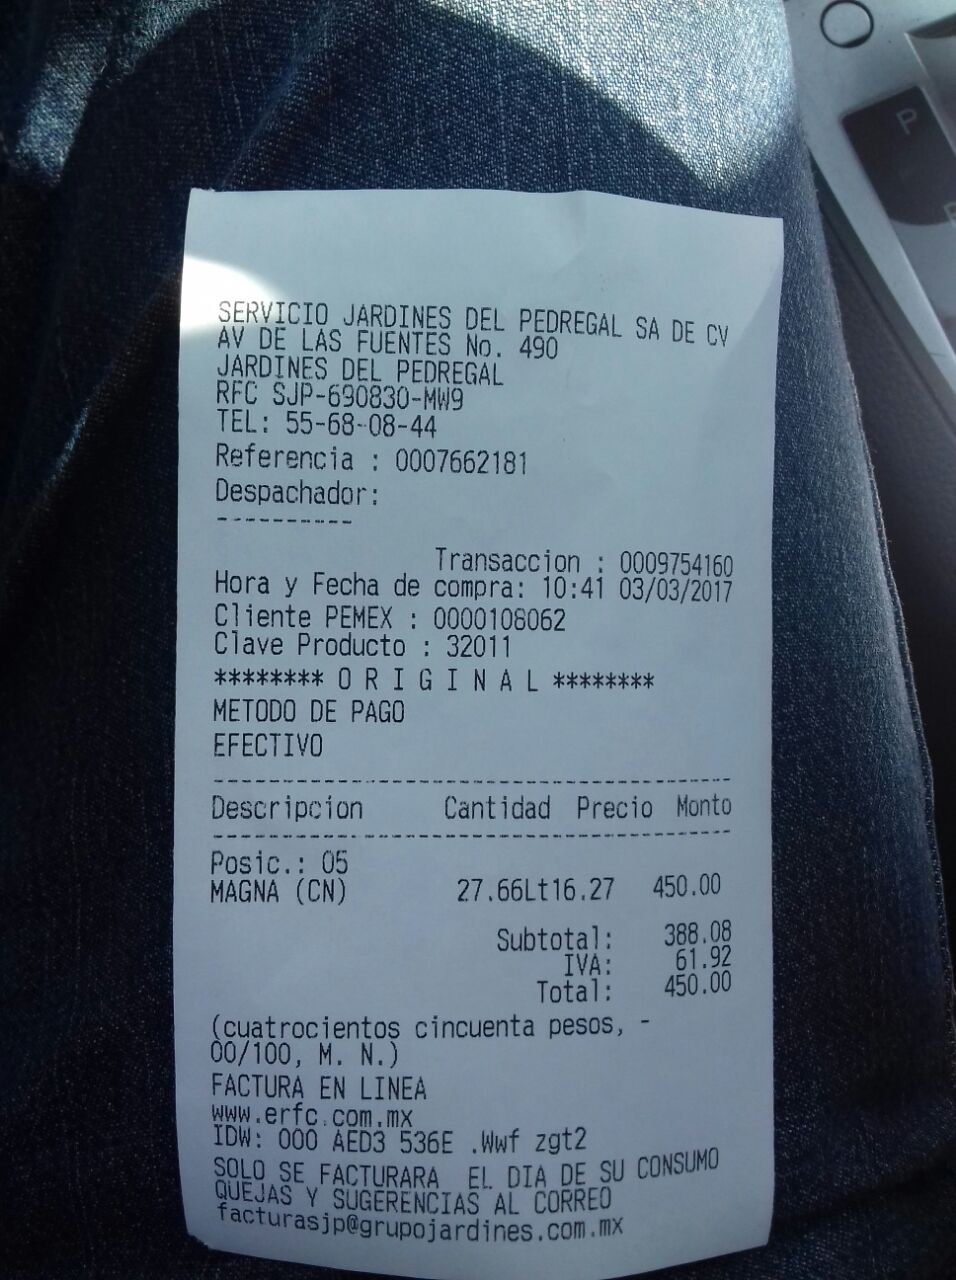 SERVICIO JARDINES DEL PEDREGAL SA DE CV
AV DE LAS FUENTES No. 490
JARDINES DEL PEDREGAL
RFC SJP-690830-MW9
TEL: 55-68-08-44
Referencia : 0007662181
Despachador:
----------
Transaccion : 0009754160
Hora y Fecha de compra: 10:41 03/03/2017
Cliente PEMEX : 0000108062
Clave Producto : 32011
******** O R I G I N A L ********
METODO DE PAGO
EFECTIVO
Descripcion Cantidad Precio Monto
Posic.: 05
MAGNA (CN) 27.66Lt16.27 450.00
Subtotal: 388.08
IVA: 61.92
Total: 450.00
(cuatrocientos cincuenta pesos, -
00/100, M. N.)
FACTURA EN LINEA
www.erfc.com.mx
IDW: 000 AED3 536E .Wwf zgt2
SOLO SE FACTURARA EL DIA DE SU CONSUMO
QUEJAS Y SUGERENCIAS AL CORREO
facturasjp@grupojardines.com.mx
P